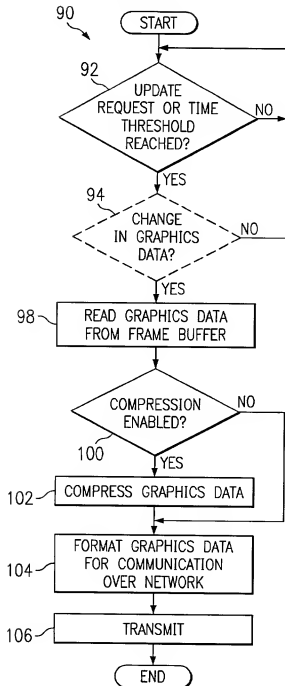 90
START
92
UPDATE
REQUEST OR TIME
THRESHOLD
REACHED?
NO
YES
94
CHANGE
IN GRAPHICS
DATA?
NO
YES
98
READ GRAPHICS DATA
FROM FRAME BUFFER
COMPRESSION
ENABLED?
NO
100
YES
102
COMPRESS GRAPHICS DATA
104
FORMAT GRAPHICS DATA
FOR COMMUNICATION
OVER NETWORK
106
TRANSMIT
END